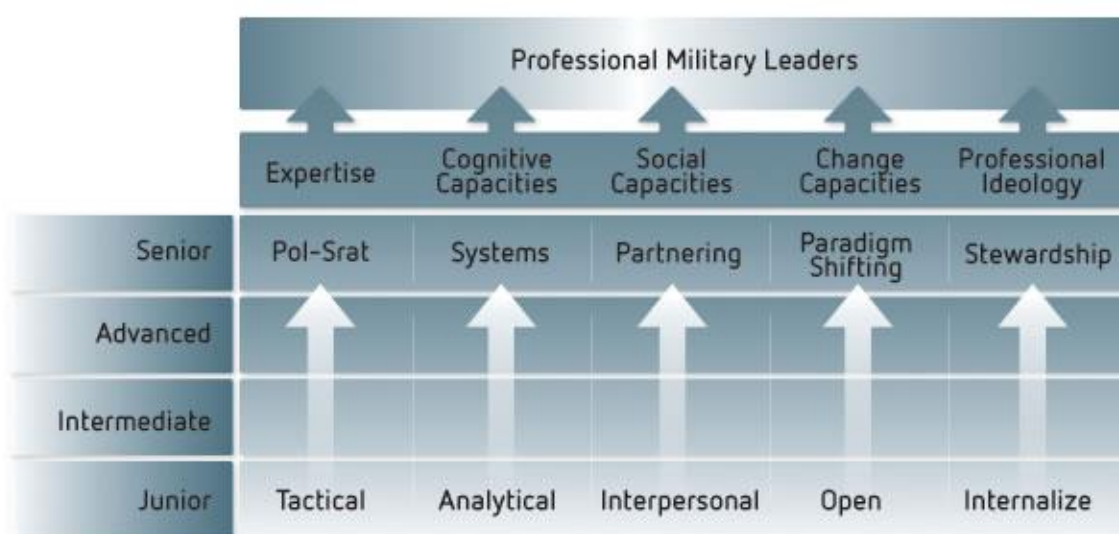 Professional Military Leaders
Expertise
Cognitive
Capacities
Social
Capacities
Change
Capacities
Professional
Ideology
Senior
Pol-Srat
Systems
Partnering
Paradigm
Shifting
Stewardship
Advanced
Intermediate
Junior
Tactical
Analytical
Interpersonal
Open
Internalize